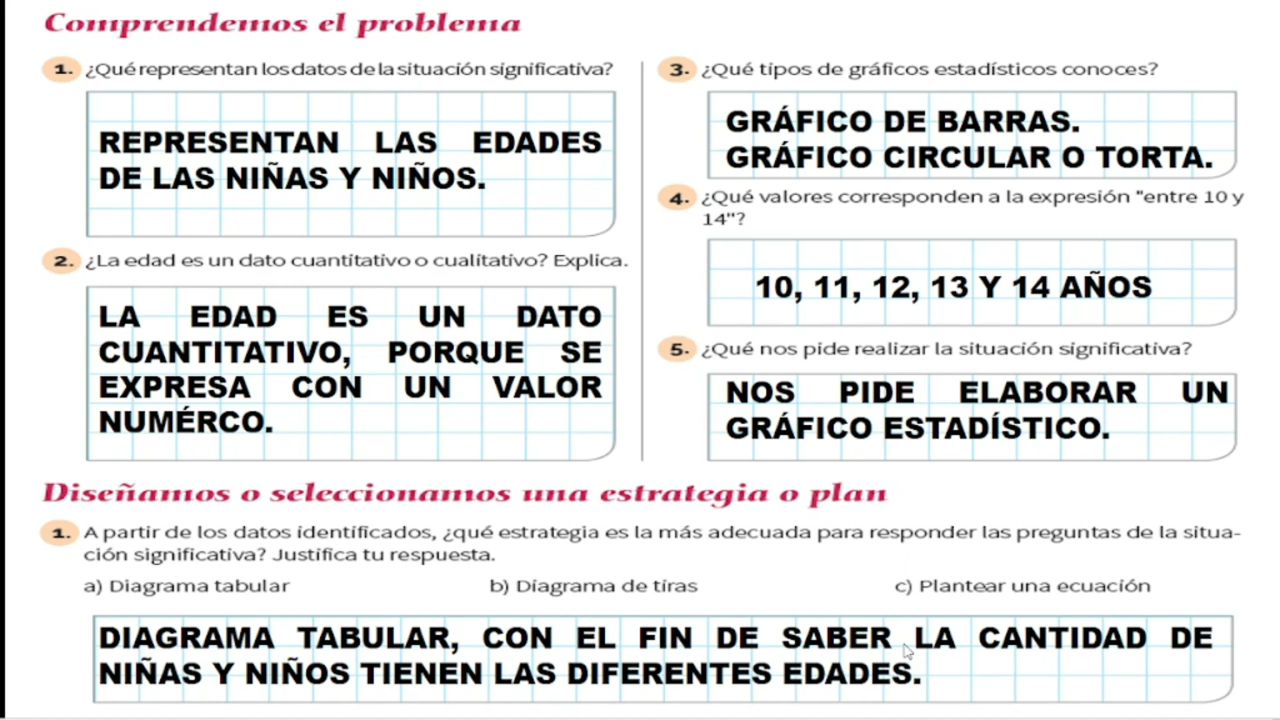 Comprendemos el problema
1. ¿Qué representan los datos de la situación significativa?
REPRESENTAN LAS EDADES
DE LAS NIÑAS Y NIÑOS.
2. ¿La edad es un dato cuantitativo o cualitativo? Explica.
LA EDAD ES UN DATO
CUANTITATIVO, PORQUE SE
EXPRESA CON UN VALOR
NUMÉRCO.
3. ¿Qué tipos de gráficos estadísticos conoces?
GRÁFICO DE BARRAS.
GRÁFICO CIRCULAR O TORTA.
4. ¿Qué valores corresponden a la expresión "entre 10 y
14"?
10, 11, 12, 13 Y 14 AÑOS
5. ¿Qué nos pide realizar la situación significativa?
NOS PIDE ELABORAR UN
GRÁFICO ESTADÍSTICO.
Diseñamos o seleccionamos una estrategia o plan
1. A partir de los datos identificados, ¿qué estrategia es la más adecuada para responder las preguntas de la situa-
ción significativa? Justifica tu respuesta.
a) Diagrama tabular b) Diagrama de tiras c) Plantear una ecuación
DIAGRAMA TABULAR, CON EL FIN DE SABER LA CANTIDAD DE
NIÑAS Y NIÑOS TIENEN LAS DIFERENTES EDADES.